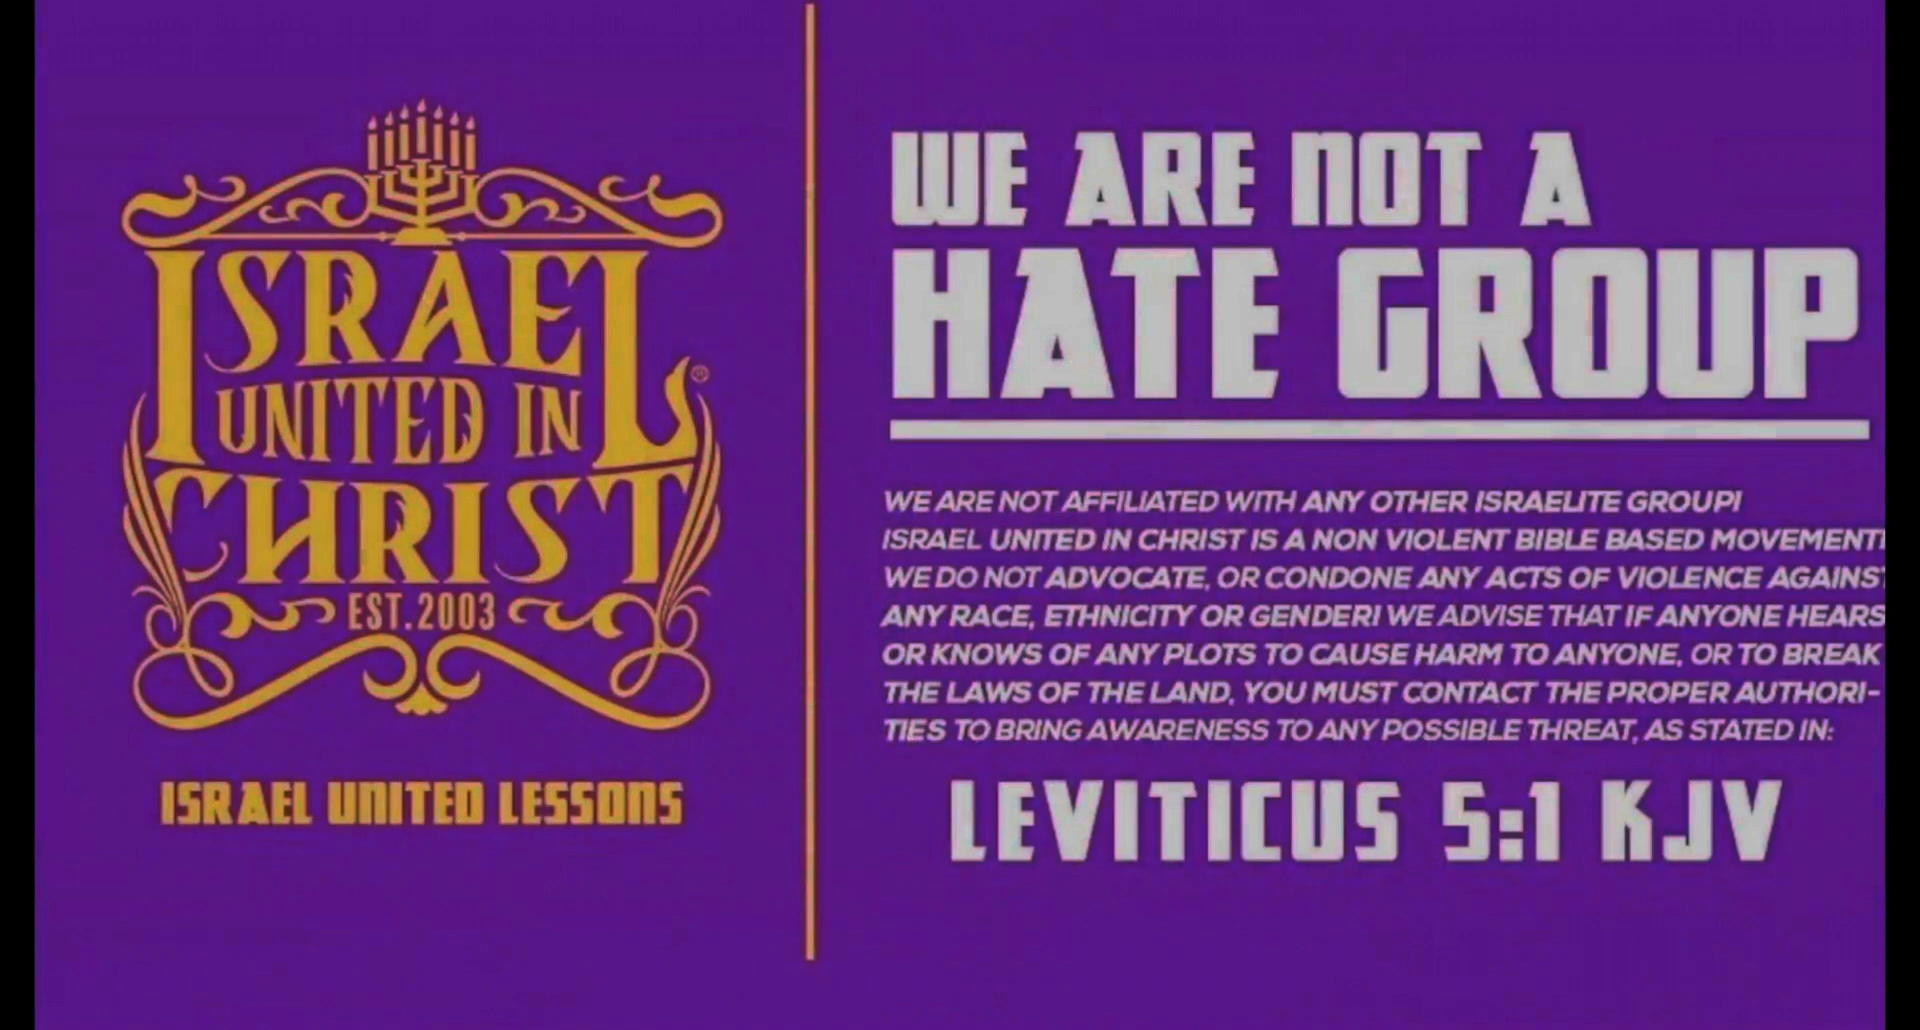 ISRAEL
UNITED IN
CHRIST
®
EST.2003
ISRAEL UNITED LESSONS
WE ARE NOT A
HATE GROUP
WE ARE NOT AFFILIATED WITH ANY OTHER ISRAELITE GROUP!
ISRAEL UNITED IN CHRIST IS A NON VIOLENT BIBLE BASED MOVEMENT!
WE DO NOT ADVOCATE, OR CONDONE ANY ACTS OF VIOLENCE AGAINST
ANY RACE, ETHNICITY OR GENDER! WE ADVISE THAT IF ANYONE HEARS
OR KNOWS OF ANY PLOTS TO CAUSE HARM TO ANYONE, OR TO BREAK
THE LAWS OF THE LAND, YOU MUST CONTACT THE PROPER AUTHORI-
TIES TO BRING AWARENESS TO ANY POSSIBLE THREAT, AS STATED IN:
LEVITICUS 5:1 KJV